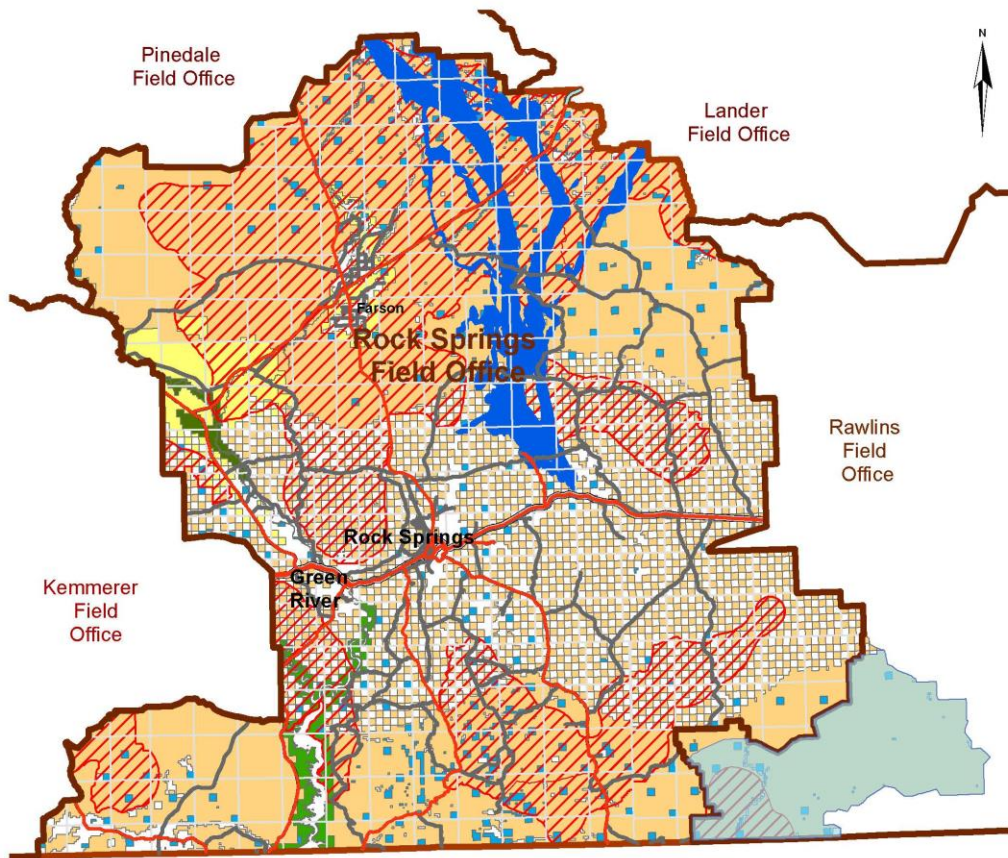 N
Pinedale
Field Office
Lander
Field Office
Farson
Rock Springs
Field Office
Rawlins
Field
Office
Rock Springs
Green
River
Kemmerer
Field
Office